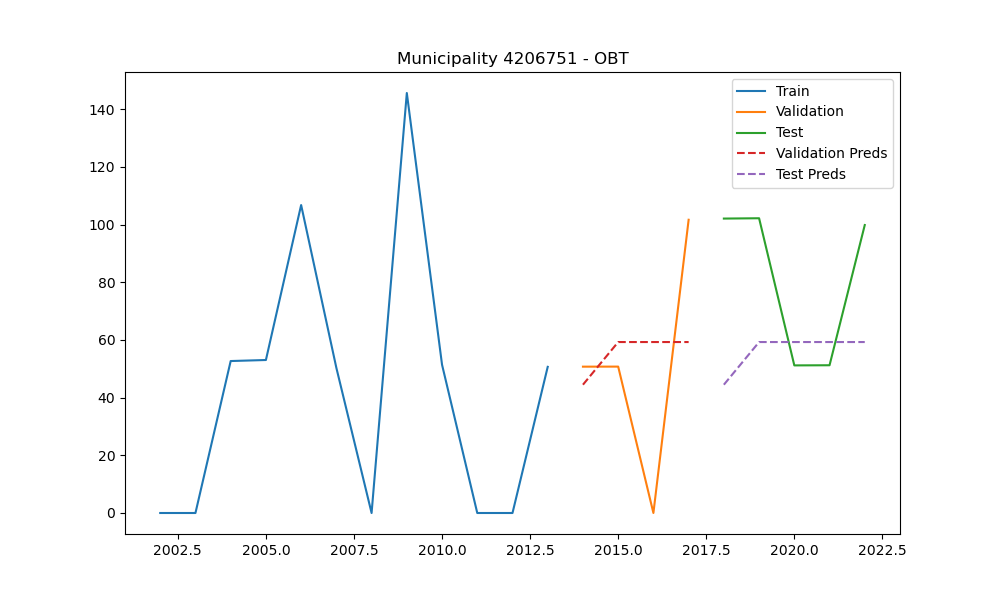 Municipality 4206751 - OBT
Train
Validation
Test
Validation Preds
Test Preds
140
120
100
80
60
40
20
0
2002.5 2005.0 2007.5 2010.0 2012.5 2015.0 2017.5 2020.0 2022.5